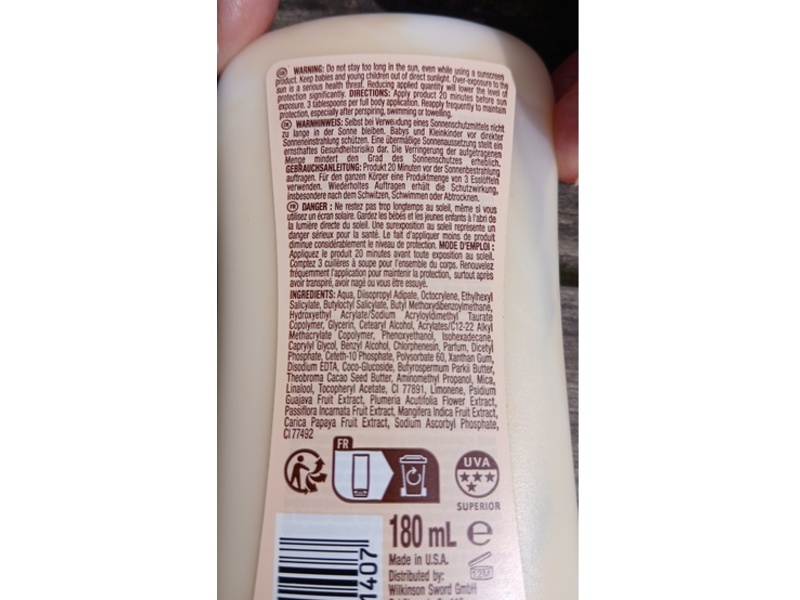 GB WARNING: Do not stay too long in the sun, even while using a sunscreen
product. Keep babies and young children out of direct sunlight. Over-exposure to the
sun is a serious health threat. Reducing applied quantity will lower the level of
protection significantly. DIRECTIONS: Apply product 20 minutes before sun
exposure. 3 tablespoons per full body application. Reapply frequently to maintain
protection, especially after perspiring, swimming or towelling.
DE WARNHINWEIS: Selbst bei Verwendung eines Sonnenschutzmittels nicht
zu lange in der Sonne bleiben. Babys und Kleinkinder vor direkter
Sonneneinstrahlung schützen. Eine übermäßige Sonnenaussetzung stellt ein
ernsthaftes Gesundheitsrisiko dar. Die Verringerung der aufgetragenen
Menge mindert den Grad des Sonnenschutzes erheblich.
GEBRAUCHSANLEITUNG: Produkt 20 Minuten vor der Sonnenbestrahlung
auftragen. Für den ganzen Körper eine Produktmenge von 3 Esslöffeln
verwenden. Wiederholtes Auftragen erhält die Schutzwirkung,
insbesondere nach dem Schwitzen, Schwimmen oder Abtrocknen.
FR DANGER : Ne restez pas trop longtemps au soleil, même si vous
utilisez un écran solaire. Gardez les bébés et les jeunes enfants à l'abri de
la lumière directe du soleil. Une surexposition au soleil représente un
danger sérieux pour la santé. Le fait d'appliquer moins de produit
diminue considérablement le niveau de protection. MODE D'EMPLOI :
Appliquez le produit 20 minutes avant toute exposition au soleil.
Comptez 3 cuillères à soupe pour l'ensemble du corps. Renouvelez
fréquemment l'application pour maintenir la protection, surtout après
avoir transpiré, avoir nagé ou vous être essuyé.
INGREDIENTS: Aqua, Diisopropyl Adipate, Octocrylene, Ethylhexyl
Salicylate, Butyloctyl Salicylate, Butyl Methoxydibenzoylmethane,
Hydroxyethyl Acrylate/Sodium Acryloyldimethyl Taurate
Copolymer, Glycerin, Cetearyl Alcohol, Acrylates/C12-22 Alkyl
Methacrylate Copolymer, Phenoxyethanol, Isohexadecane,
Caprylyl Glycol, Benzyl Alcohol, Chlorphenesin, Parfum, Dicetyl
Phosphate, Ceteth-10 Phosphate, Polysorbate 60, Xanthan Gum,
Disodium EDTA, Coco-Glucoside, Butyrospermum Parkii Butter,
Theobroma Cacao Seed Butter, Aminomethyl Propanol, Mica,
Linalool, Tocopheryl Acetate, CI 77891, Limonene, Psidium
Guajava Fruit Extract, Plumeria Acutifolia Flower Extract,
Passiflora Incarnata Fruit Extract, Mangifera Indica Fruit Extract,
Carica Papaya Fruit Extract, Sodium Ascorbyl Phosphate,
CI 77492
FR
UVA
SUPERIOR
180 mL e
Made in U.S.A.
Distributed by:
12M
Wilkinson Sword GmbH
1407